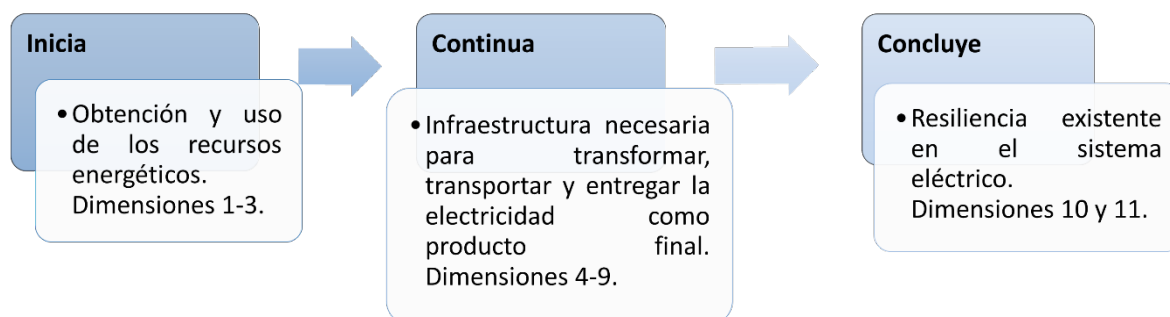 Inicia
•Obtención y uso
de los recursos
energéticos.
Dimensiones 1-3.
Continua
•Infraestructura necesaria
para transformar,
transportar y entregar la
electricidad como
producto final.
Dimensiones 4-9.
Concluye
•Resiliencia existente
en el sistema
eléctrico.
Dimensiones 10 y 11.